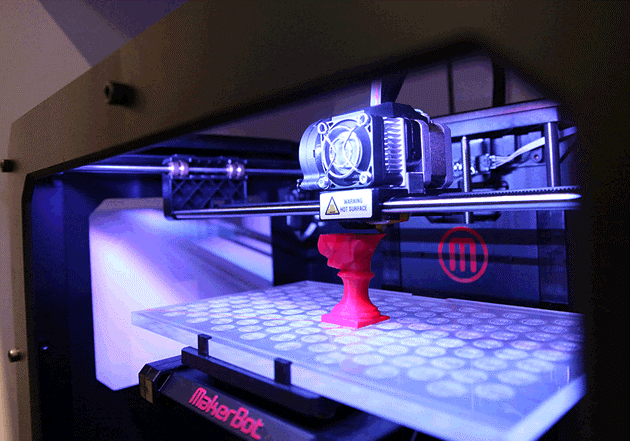 WARNING
HOT SURFACE
M
MakerBot